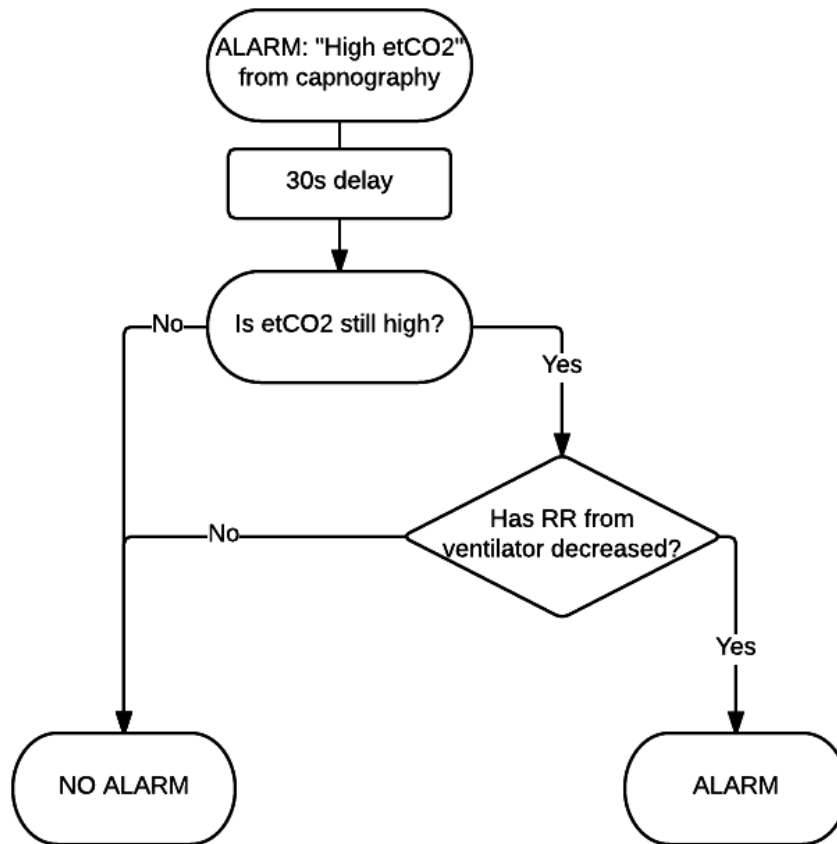 ALARM: "High etCO2"
from capnography
30s delay
Is etCO2 still high?
No
Yes
Has RR from
ventilator decreased?
No
Yes
NO ALARM
ALARM